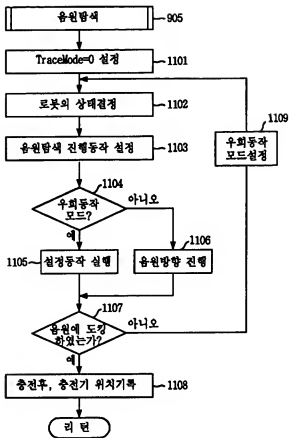 음원탐색
905
TraceMode=0 설정
1101
로봇의 상태결정
1102
1109
우회동작
모드설정
음원탐색 진행동작 설정
1103
1104
우회동작
모드?
아니오
예
1105
설정동작 실행
1106
음원방향 진행
1107
음원에 도킹
하였는가?
아니오
예
충전후, 충전기 위치기록
1108
리턴